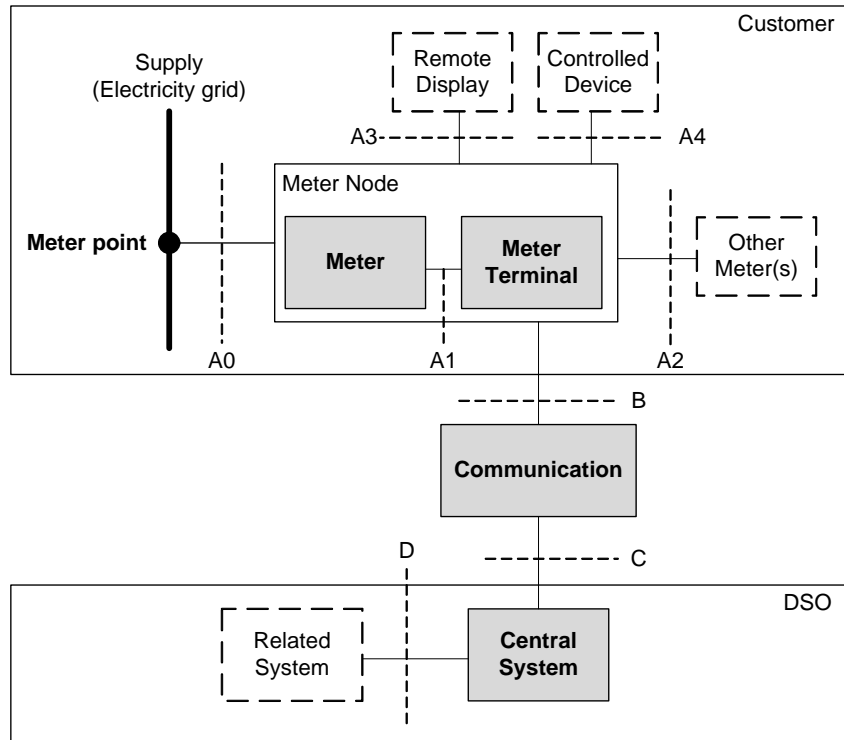 Customer
Supply
(Electricity grid)
Remote
Display
Controlled
Device
A3
A4
Meter Node
Meter point
Meter
Meter
Terminal
Other
Meter(s)
A0
A1
A2
B
Communication
D
C
DSO
Related
System
Central
System